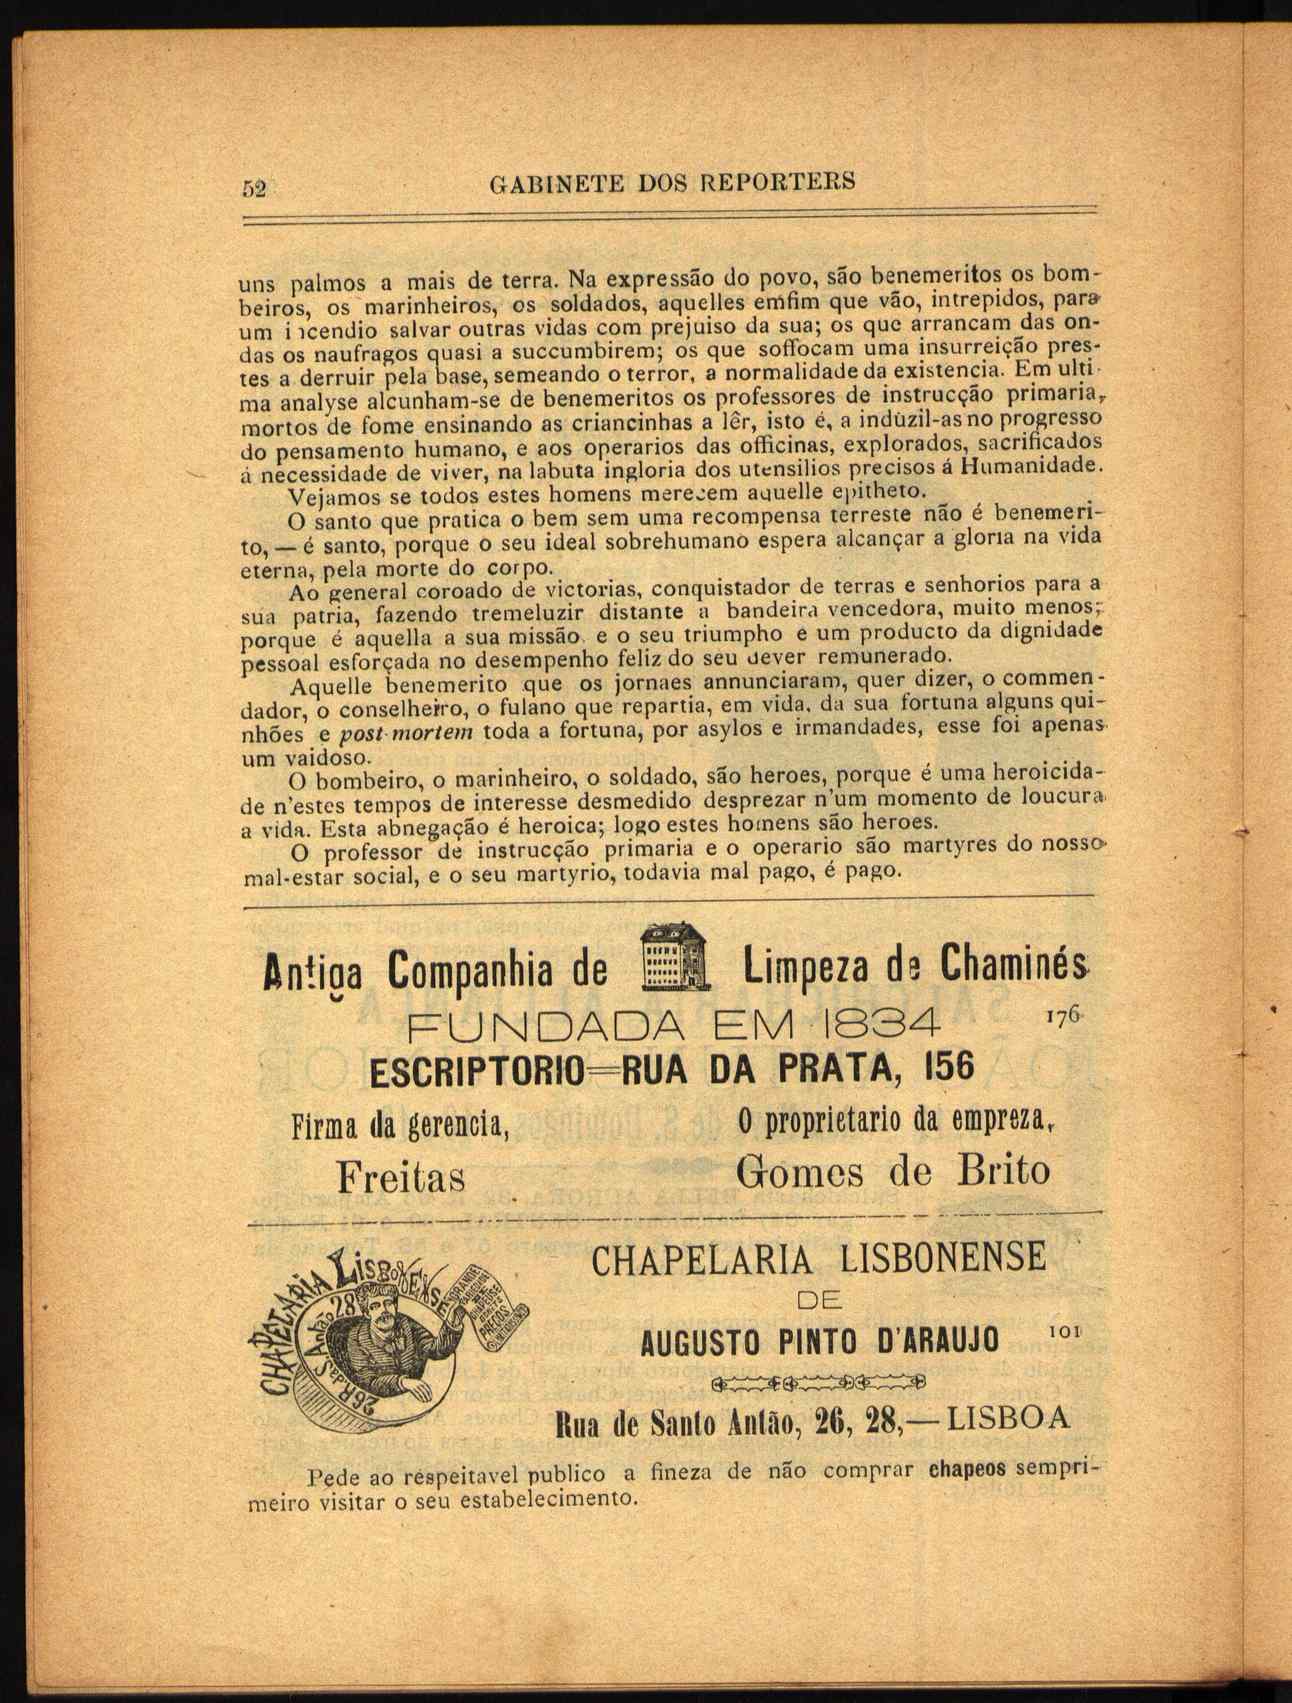 52
GABINETE DOS REPORTERS
uns palmos a mais de terra. Na expressão do povo, são benemeritos os bom-
beiros, os marinheiros, os soldados, aquelles emfim que vão, intrepidos, para
um incendio salvar outras vidas com prejuiso da sua; os que arrancam das on-
das os naufragos quasi a succumbirem; os que soffocam uma insurreição pres-
tes a derruir pela base, semeando o terror, a normalidade da existencia. Em ulti-
ma analyse alcunham-se de benemeritos os professores de instrucção primaria,
mortos de fome ensinando as criancinhas a lêr, isto é, a induzil-as no progresso
do pensamento humano, e aos operarios das officinas, explorados, sacrificados
á necessidade de viver, na labuta ingloria dos utensilios precisos á Humanidade.
Vejamos se todos estes homens merecem aquelle epitheto.
O santo que pratica o bem sem uma recompensa terreste não é benemeri-
to, — é santo, porque o seu ideal sobrehumano espera alcançar a gloria na vida
eterna, pela morte do corpo.
Ao general coroado de victorias, conquistador de terras e senhorios para a
sua patria, fazendo tremeluzir distante a bandeira vencedora, muito menos;
porque é aquella a sua missão e o seu triumpho e um producto da dignidade
pessoal esforçada no desempenho feliz do seu dever remunerado.
Aquelle benemerito que os jornaes annunciaram, quer dizer, o commen-
dador, o conselheiro, o fulano que repartia, em vida, da sua fortuna alguns qui-
nhões e post-mortem toda a fortuna, por asylos e irmandades, esse foi apenas
um vaidoso.
O bombeiro, o marinheiro, o soldado, são heroes, porque é uma heroicida-
de n'estes tempos de interesse desmedido desprezar n'um momento de loucura
a vida. Esta abnegação é heroica; logo estes homens são heroes.
O professor de instrucção primaria e o operario são martyres do nosso
mal-estar social, e o seu martyrio, todavia mal pago, é pago.
Antiga Companhia de Limpeza de Chaminés
FUNDADA EM 1834
176
ESCRIPTORIO=RUA DA PRATA, 156
Firma da gerencia,
O proprietario da empreza,
Freitas
Gomes de Brito
CHAPELARIA LISBONENSE
26 R. de S. Antão 28
GRANDE
PREÇOS
CHAPELARIA LISBONENSE
DE
AUGUSTO PINTO D'ARAUJO
101
Rua de Santo Antão, 26, 28,—LISBOA
Pede ao respeitavel publico a fineza de não comprar chapeos sem pri-
meiro visitar o seu estabelecimento.